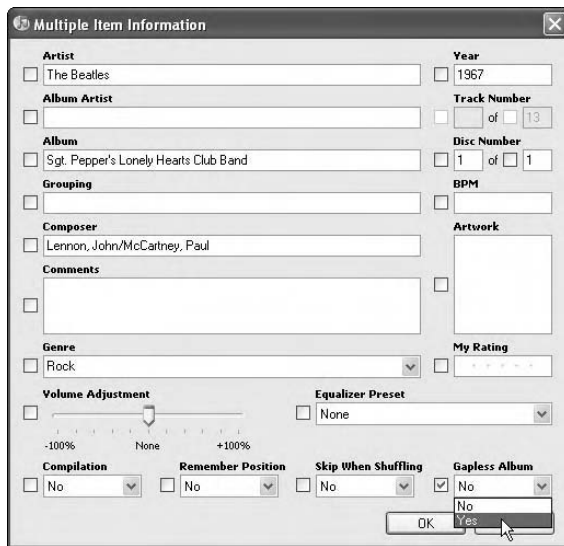 Multiple Item Information
Artist
The Beatles
Year
1967
Album Artist
Track Number
of 13
Album
Sgt. Pepper's Lonely Hearts Club Band
Disc Number
1 of 1
Grouping
BPM
Composer
Lennon, John/McCartney, Paul
Artwork
Comments
Genre
Rock
My Rating
Volume Adjustment
-100% None +100%
Equalizer Preset
None
Compilation
No
Remember Position
No
Skip When Shuffling
No
Gapless Album
No
No
Yes
OK